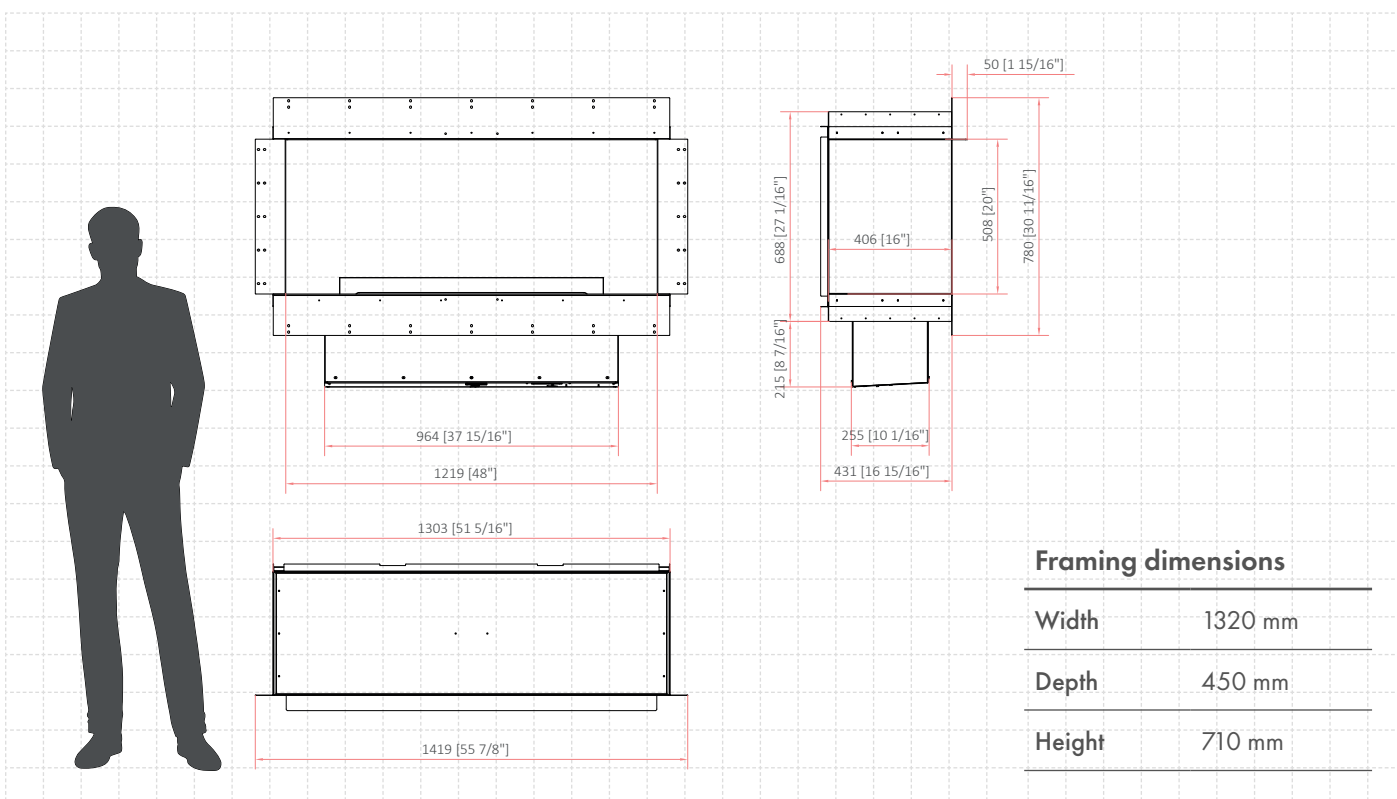 50 [1 15/16"]
688 [27 1/16"]
406 [16"]
508 [20"]
780 [30 11/16"]
215 [8 7/16"]
964 [37 15/16"]
255 [10 1/16"]
1219 [48"]
431 [16 15/16"]
1303 [51 5/16"]
1419 [55 7/8"]
Framing dimensions
Width 1320 mm
Depth 450 mm
Height 710 mm